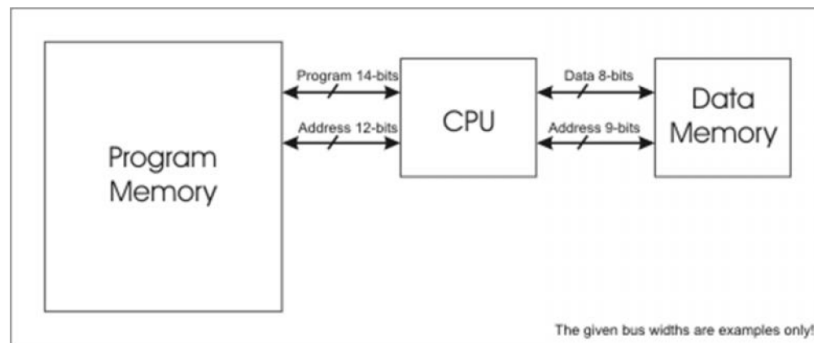 Program 14-bits
Data 8-bits
Address 12-bits
CPU
Address 9-bits
Data
Memory
Program
Memory
The given bus widths are examples only!